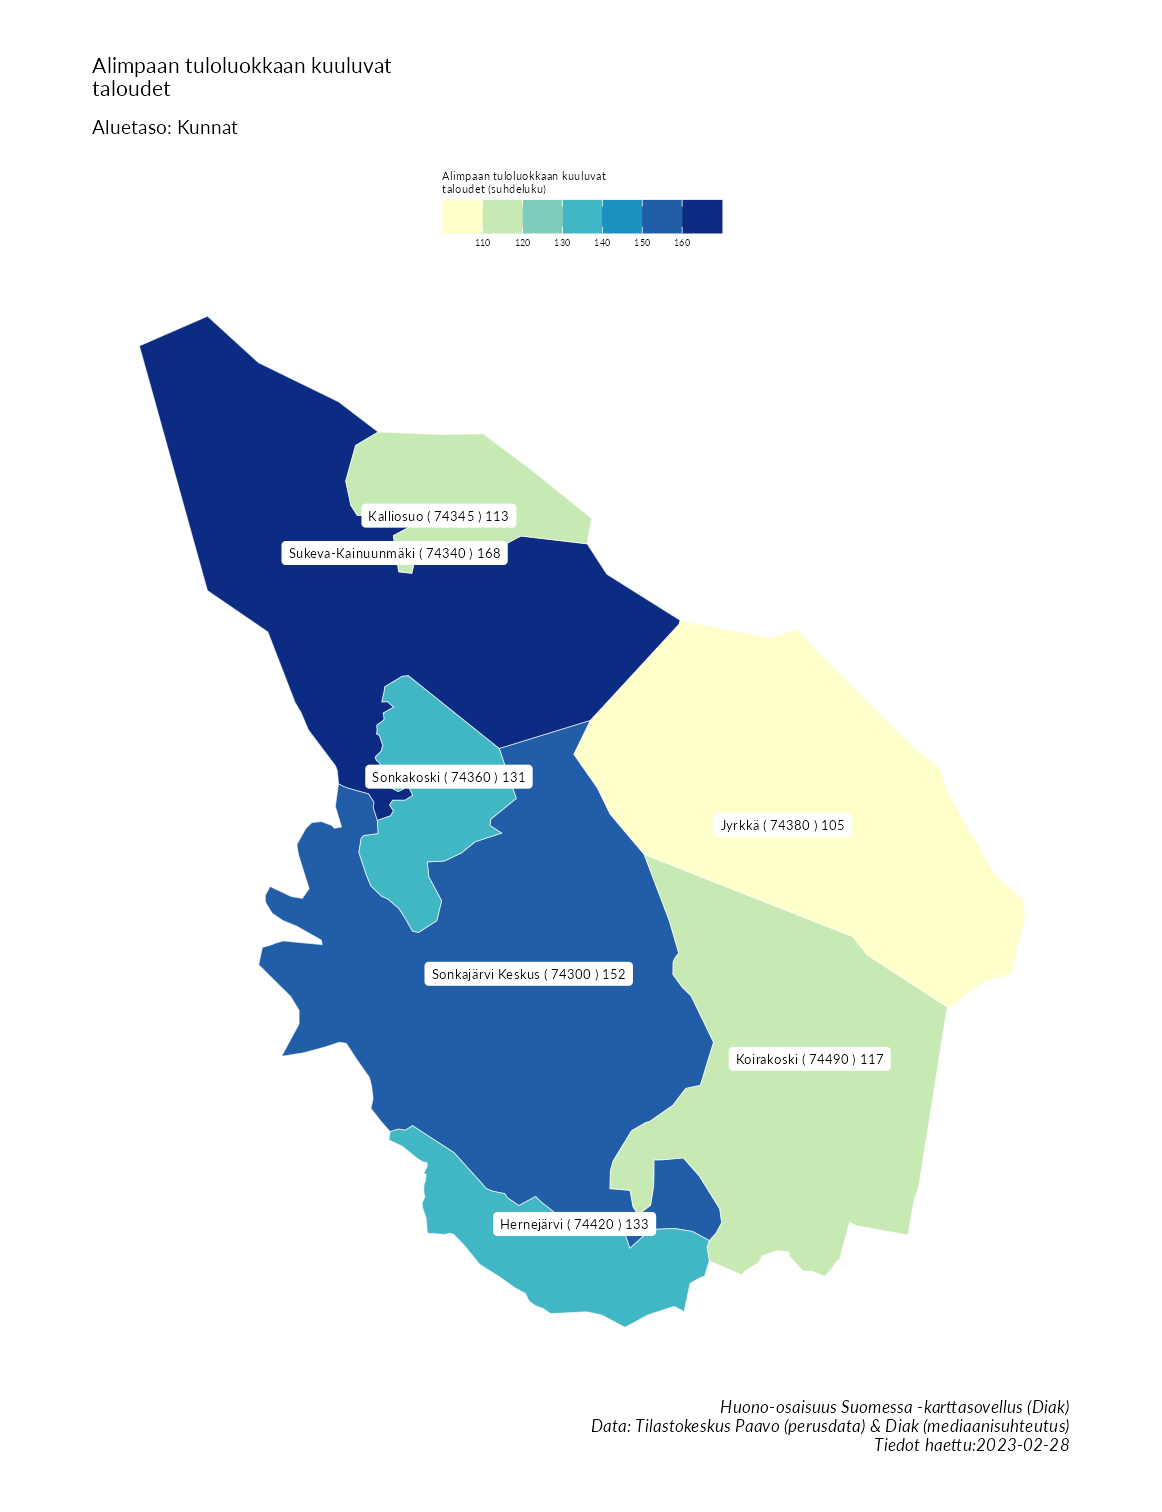 Alimpaan tuloluokkaan kuuluvat
taloudet
Aluetaso: Kunnat
Alimpaan tuloluokkaan kuuluvat
taloudet (suhdeluku)
110 120 130 140 150 160
Kalliosuo ( 74345 ) 113
Sukeva-Kainuunmäki ( 74340 ) 168
Sonkakoski ( 74360 ) 131
Jyrkkä ( 74380 ) 105
Sonkajärvi Keskus ( 74300 ) 152
Koirakoski ( 74490 ) 117
Hernejärvi ( 74420 ) 133
Huono-osaisuus Suomessa -karttasovellus (Diak)
Data: Tilastokeskus Paavo (perusdata) & Diak (mediaanisuhteutus)
Tiedot haettu:2023-02-28